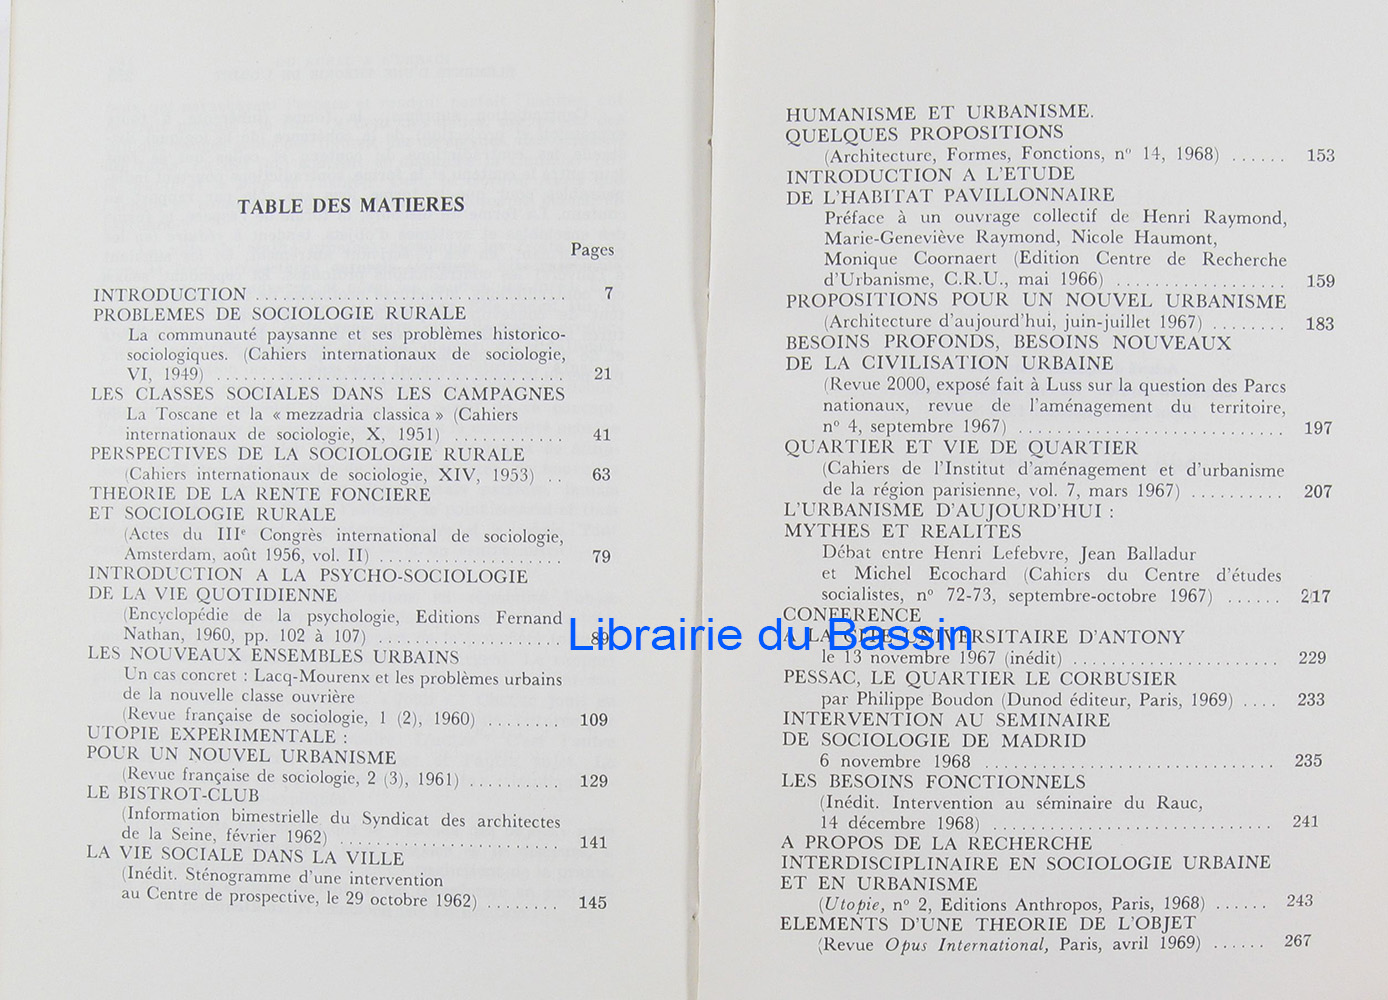 TABLE DES MATIERES
Pages
INTRODUCTION .................................. 7
PROBLEMES DE SOCIOLOGIE RURALE
La communauté paysanne et ses problèmes historico-
sociologiques. (Cahiers internationaux de sociologie,
VI, 1949) ..................................... 21
LES CLASSES SOCIALES DANS LES CAMPAGNES
La Toscane et la « mezzadria classica » (Cahiers
internationaux de sociologie, X, 1951) ............ 41
PERSPECTIVES DE LA SOCIOLOGIE RURALE
(Cahiers internationaux de sociologie, XIV, 1953) .. 63
THEORIE DE LA RENTE FONCIERE
ET SOCIOLOGIE RURALE
(Actes du IIIe Congrès international de sociologie,
Amsterdam, août 1956, vol. II) .................... 79
INTRODUCTION A LA PSYCHO-SOCIOLOGIE
DE LA VIE QUOTIDIENNE
(Encyclopédie de la psychologie, Editions Fernand
Nathan, 1960, pp. 102 à 107) .................... 89
LES NOUVEAUX ENSEMBLES URBAINS
Un cas concret : Lacq-Mourenx et les problèmes urbains
de la nouvelle classe ouvrière
(Revue française de sociologie, 1 (2), 1960) ........ 109
UTOPIE EXPERIMENTALE :
POUR UN NOUVEL URBANISME
(Revue française de sociologie, 2 (3), 1961) .......... 129
LE BISTROT-CLUB
(Information bimestrielle du Syndicat des architectes
de la Seine, février 1962) ........................ 141
LA VIE SOCIALE DANS LA VILLE
(Inédit. Sténogramme d'une intervention
au Centre de prospective, le 29 octobre 1962) ........ 145
HUMANISME ET URBANISME.
QUELQUES PROPOSITIONS
(Architecture, Formes, Fonctions, n° 14, 1968) ...... 153
INTRODUCTION A L'ETUDE
DE L'HABITAT PAVILLONNAIRE
Préface à un ouvrage collectif de Henri Raymond,
Marie-Geneviève Raymond, Nicole Haumont,
Monique Coornaert (Edition Centre de Recherche
d'Urbanisme, C.R.U., mai 1966) .................. 159
PROPOSITIONS POUR UN NOUVEL URBANISME
(Architecture d'aujourd'hui, juin-juillet 1967) ........ 183
BESOINS PROFONDS, BESOINS NOUVEAUX
DE LA CIVILISATION URBAINE
(Revue 2000, exposé fait à Luss sur la question des Parcs
nationaux, revue de l'aménagement du territoire,
n° 4, septembre 1967) ............................ 197
QUARTIER ET VIE DE QUARTIER
(Cahiers de l'Institut d'aménagement et d'urbanisme
de la région parisienne, vol. 7, mars 1967) .......... 207
L'URBANISME D'AUJOURD'HUI :
MYTHES ET REALITES
Débat entre Henri Lefebvre, Jean Balladur
et Michel Ecochard (Cahiers du Centre d'études
socialistes, n° 72-73, septembre-octobre 1967) ...... 217
CONFERENCE
A LA CITE UNIVERSITAIRE D'ANTONY
le 13 novembre 1967 (inédit) ...................... 229
PESSAC, LE QUARTIER LE CORBUSIER
par Philippe Boudon (Dunod éditeur, Paris, 1969) .... 233
INTERVENTION AU SEMINAIRE
DE SOCIOLOGIE DE MADRID
6 novembre 1968 ............................... 235
LES BESOINS FONCTIONNELS
(Inédit. Intervention au séminaire du Rauc,
14 décembre 1968) .............................. 241
A PROPOS DE LA RECHERCHE
INTERDISCIPLINAIRE EN SOCIOLOGIE URBAINE
ET EN URBANISME
(Utopie, n° 2, Editions Anthropos, Paris, 1968) ...... 243
ELEMENTS D'UNE THEORIE DE L'OBJET
(Revue Opus International, Paris, avril 1969) ...... 267
Librairie du Bassin